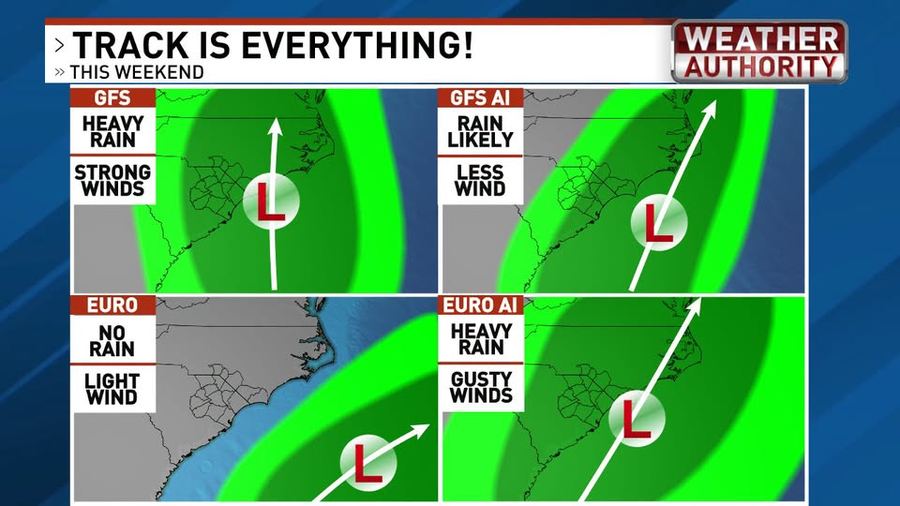 > TRACK IS EVERYTHING!
>> THIS WEEKEND
WEATHER
AUTHORITY
GFS
HEAVY
RAIN
STRONG
WINDS
L
GFS AI
RAIN
LIKELY
LESS
WIND
L
EURO
NO
RAIN
LIGHT
WIND
L
EURO AI
HEAVY
RAIN
GUSTY
WINDS
L